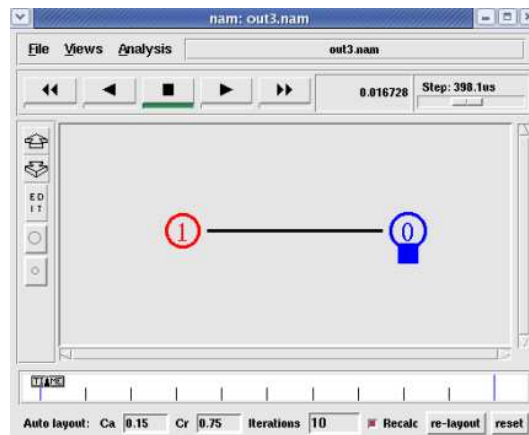 nam: out3.nam
File Views Analysis out3.nam
0.016728 Step: 398.1us
E D
I T
1 0
TIME
Auto layout: Ca 0.15 Cr 0.75 Iterations 10 Recalc re-layout reset